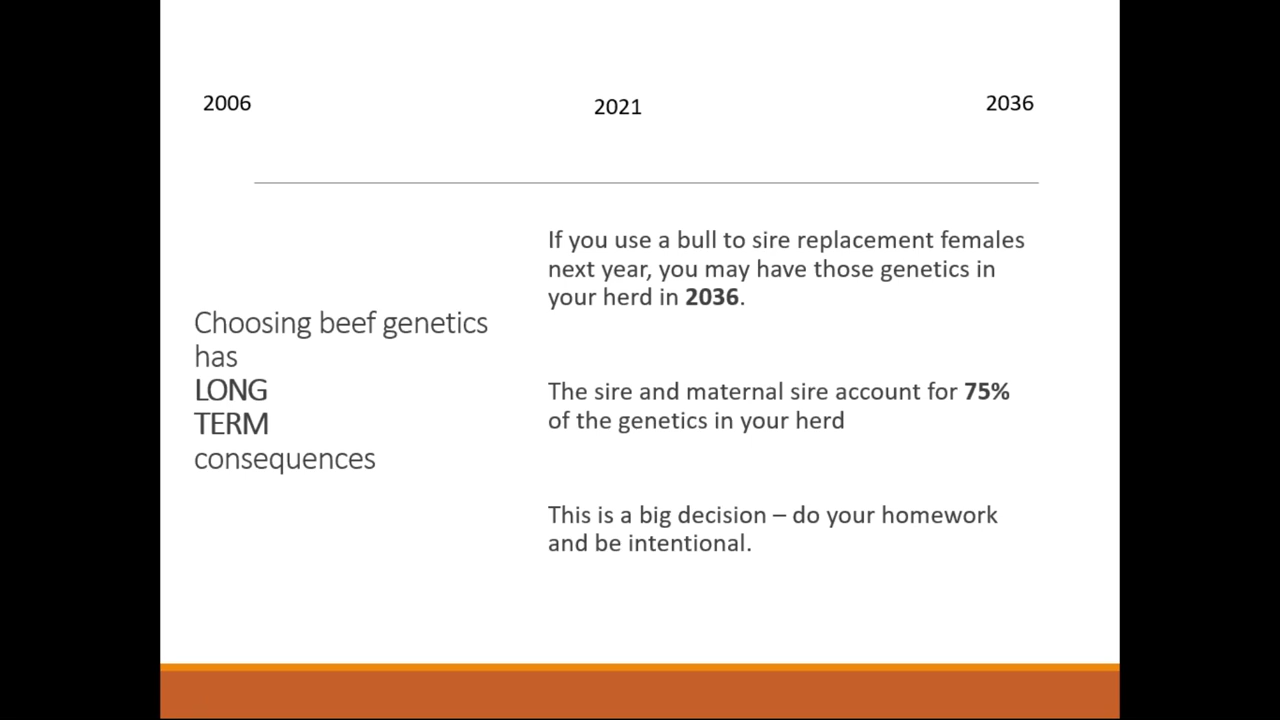 2006
2021
2036
Choosing beef genetics
has
LONG
TERM
consequences
If you use a bull to sire replacement females
next year, you may have those genetics in
your herd in 2036.
The sire and maternal sire account for 75%
of the genetics in your herd
This is a big decision – do your homework
and be intentional.